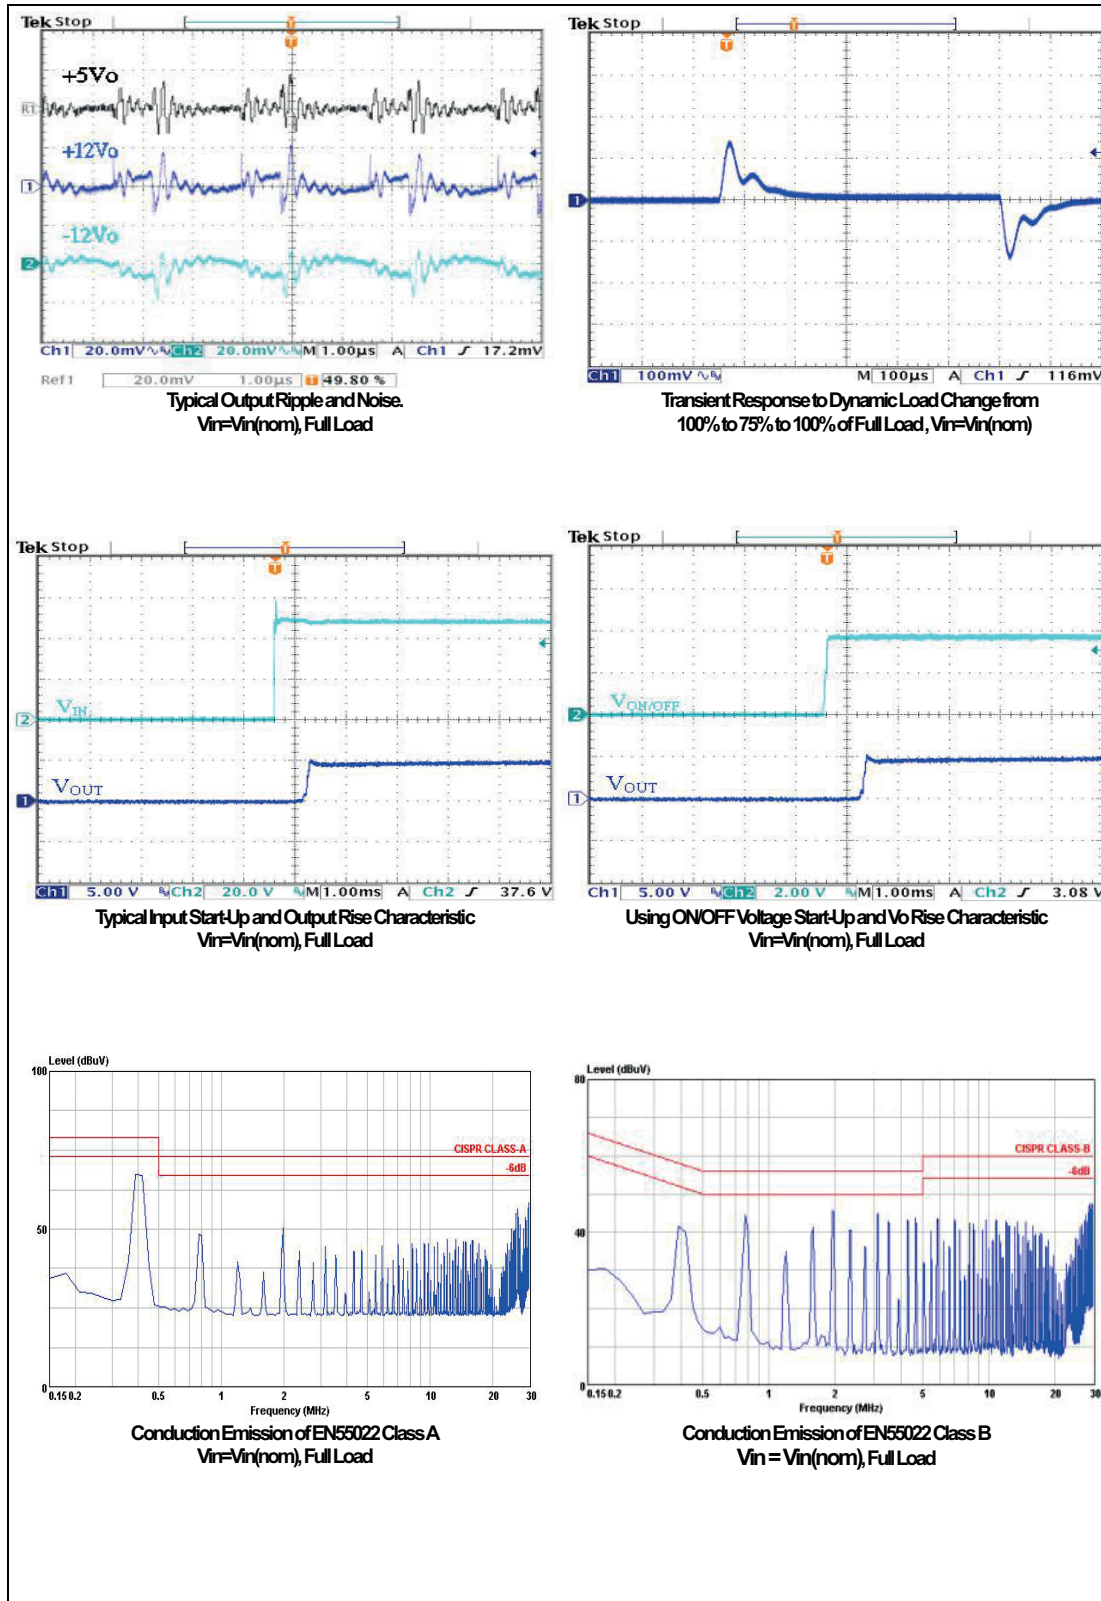 Tek Stop
T
T
+5Vo
R1
+12Vo
1
-12Vo
2
Ch1 20.0mV Ch2 20.0mV M 1.00µs A Ch1 17.2mV
Ref1 20.0mV 1.00µs T 49.80 %
Typical Output Ripple and Noise.
Vin=Vin(nom), Full Load
Tek Stop
T
T
1
Ch1 100mV M 100µs A Ch1 116mV
Transient Response to Dynamic Load Change from
100% to 75% to 100% of Full Load , Vin=Vin(nom)
Tek Stop
T
T
VIN
2
VOUT
1
Ch1 5.00 V Ch2 20.0 V M 1.00ms A Ch2 37.6 V
Typical Input Start-Up and Output Rise Characteristic
Vin=Vin(nom), Full Load
Tek Stop
T
T
VON/OFF
2
VOUT
1
Ch1 5.00 V Ch2 2.00 V M 1.00ms A Ch2 3.08 V
Using ON/OFF Voltage Start-Up and Vo Rise Characteristic
Vin=Vin(nom), Full Load
Level (dBuV)
100
CISPR CLASS-A
-6dB
50
0
0.15 0.2 0.5 1 2 5 10 20 30
Frequency (MHz)
Conduction Emission of EN55022 Class A
Vin=Vin(nom), Full Load
Level (dBuV)
80
CISPR CLASS-B
-6dB
40
0
0.15 0.2 0.5 1 2 5 10 20 30
Frequency (MHz)
Conduction Emission of EN55022 Class B
Vin = Vin(nom), Full Load